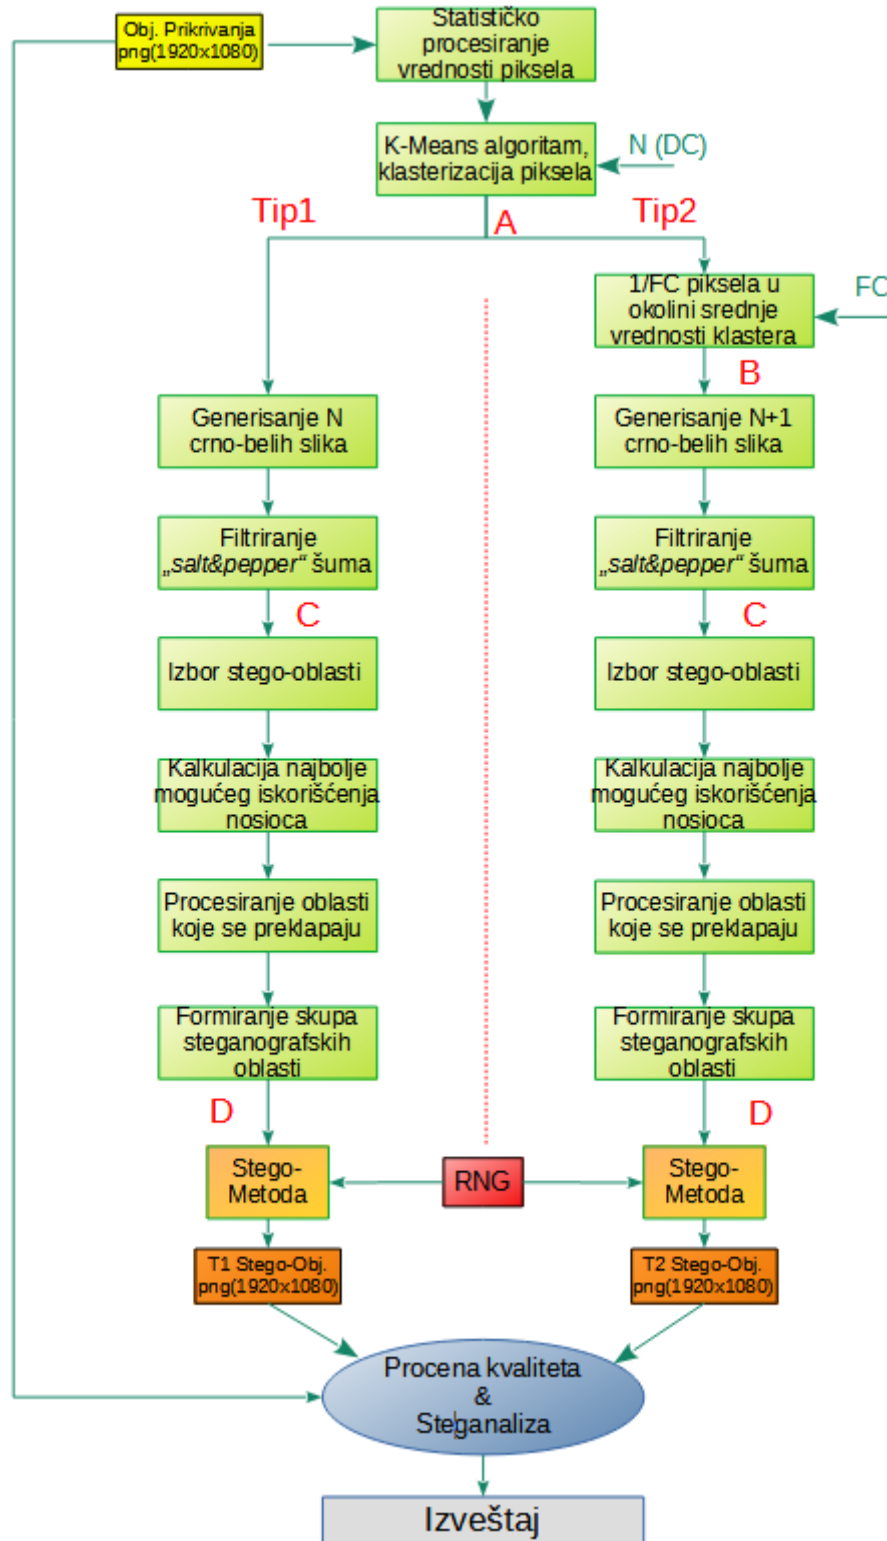 Obj. Prikrivanja
png(1920x1080)
Statističko
procesiranje
vrednosti piksela
K-Means algoritam,
klasterizacija piksela
N (DC)
Tip1
A
Tip2
1/FC piksela u
okolini srednje
vrednosti klastera
FC
B
Generisanje N
crno-belih slika
Generisanje N+1
crno-belih slika
Filtriranje
„salt&pepper“ šuma
Filtriranje
„salt&pepper“ šuma
C
C
Izbor stego-oblasti
Izbor stego-oblasti
Kalkulacija najbolje
mogućeg iskorišćenja
nosioca
Kalkulacija najbolje
mogućeg iskorišćenja
nosioca
Procesiranje oblasti
koje se preklapaju
Procesiranje oblasti
koje se preklapaju
Formiranje skupa
steganografskih
oblasti
Formiranje skupa
steganografskih
oblasti
D
D
Stego-
Metoda
RNG
Stego-
Metoda
T1 Stego-Obj.
png(1920x1080)
T2 Stego-Obj.
png(1920x1080)
Procena kvaliteta
&
Steganaliza
Izveštaj